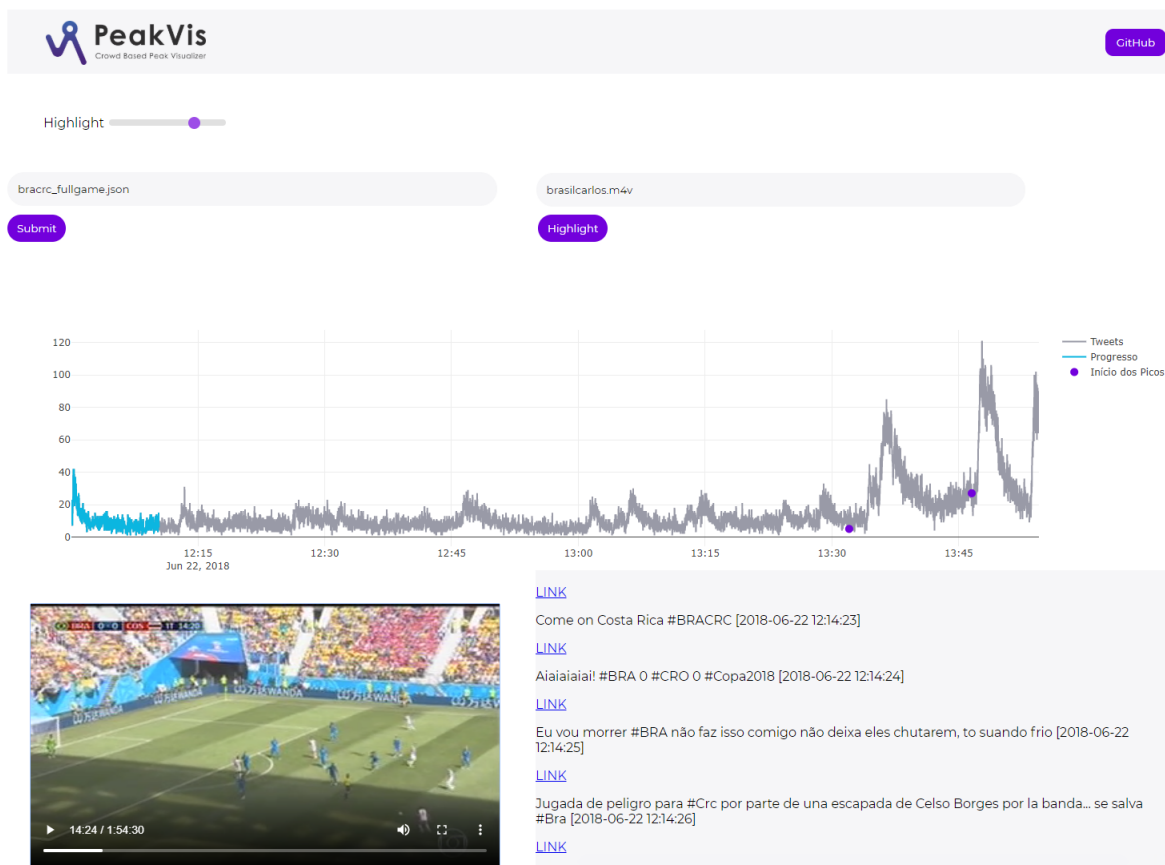 PeakVis
Crowd Based Peak Visualizer
GitHub
Highlight
bracrc_fullgame.json
brasilcarlos.m4v
Submit
Highlight
120
100
80
60
40
20
0
12:15
12:30
12:45
13:00
13:15
13:30
13:45
Jun 22, 2018
Tweets
Progresso
Início dos Picos
BRA 0 - 0 COS 1T 14:20
WANDA
WANDA
WANDA
14:24 / 1:54:30
LINK
Come on Costa Rica #BRACRC [2018-06-22 12:14:23]
LINK
Aiaiaiaiai! #BRA 0 #CRO 0 #Copa2018 [2018-06-22 12:14:24]
LINK
Eu vou morrer #BRA não faz isso comigo não deixa eles chutarem, to suando frio [2018-06-22
12:14:25]
LINK
Jugada de peligro para #Crc por parte de una escapada de Celso Borges por la banda... se salva
#Bra [2018-06-22 12:14:26]
LINK